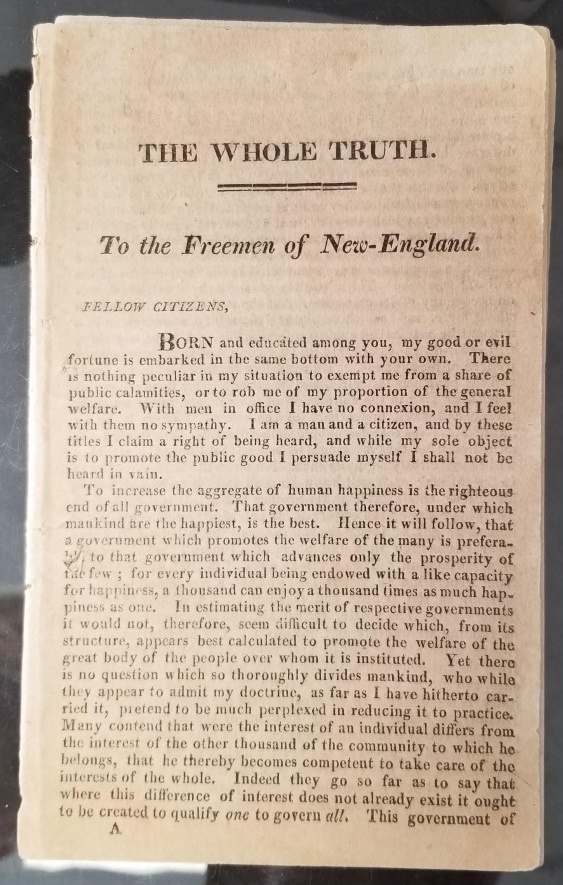 THE WHOLE TRUTH.
To the Freemen of New-England.
FELLOW CITIZENS,
BORN and educated among you, my good or evil
fortune is embarked in the same bottom with your own. There
is nothing peculiar in my situation to exempt me from a share of
public calamities, or to rob me of my proportion of the general
welfare. With men in office I have no connexion, and I feel
with them no sympathy. I am a man and a citizen, and by these
titles I claim a right of being heard, and while my sole object
is to promote the public good I persuade myself I shall not be
heard in vain.
To increase the aggregate of human happiness is the righteous
end of all government. That government therefore, under which
mankind are the happiest, is the best. Hence it will follow, that
a government which promotes the welfare of the many is prefera-
to that government which advances only the prosperity of
the few ; for every individual being endowed with a like capacity
for happiness, a thousand can enjoy a thousand times as much hap-
piness as one. In estimating the merit of respective governments
it would not, therefore, seem difficult to decide which, from its
structure, appears best calculated to promote the welfare of the
great body of the people over whom it is instituted. Yet there
is no question which so thoroughly divides mankind, who while
they appear to admit my doctrine, as far as I have hitherto car-
ried it, pretend to be much perplexed in reducing it to practice.
Many contend that were the interest of an individual differs from
the interest of the other thousand of the community to which he
belongs, that he thereby becomes competent to take care of the
interests of the whole. Indeed they go so far as to say that
where this difference of interest does not already exist it ought
to be created to qualify one to govern all. This government of
A